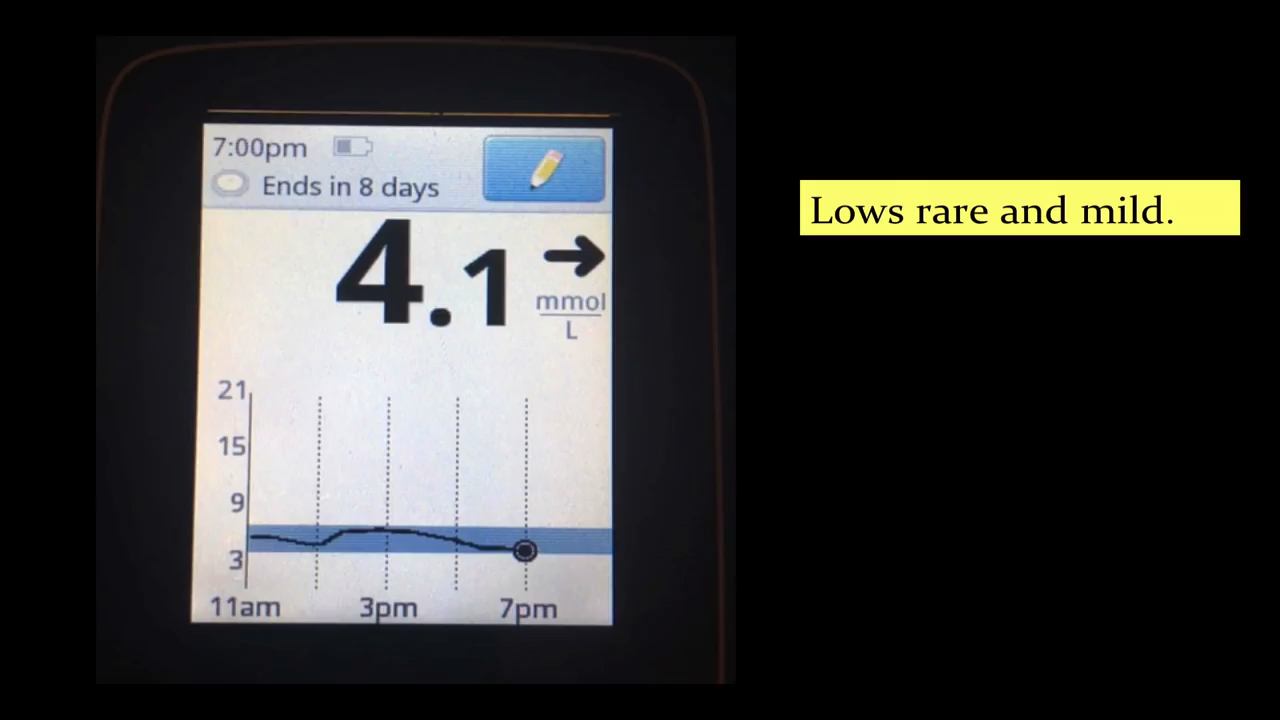 7:00pm
Ends in 8 days
4.1
mmol
L
21
15
9
3
11am 3pm 7pm
Lows rare and mild.